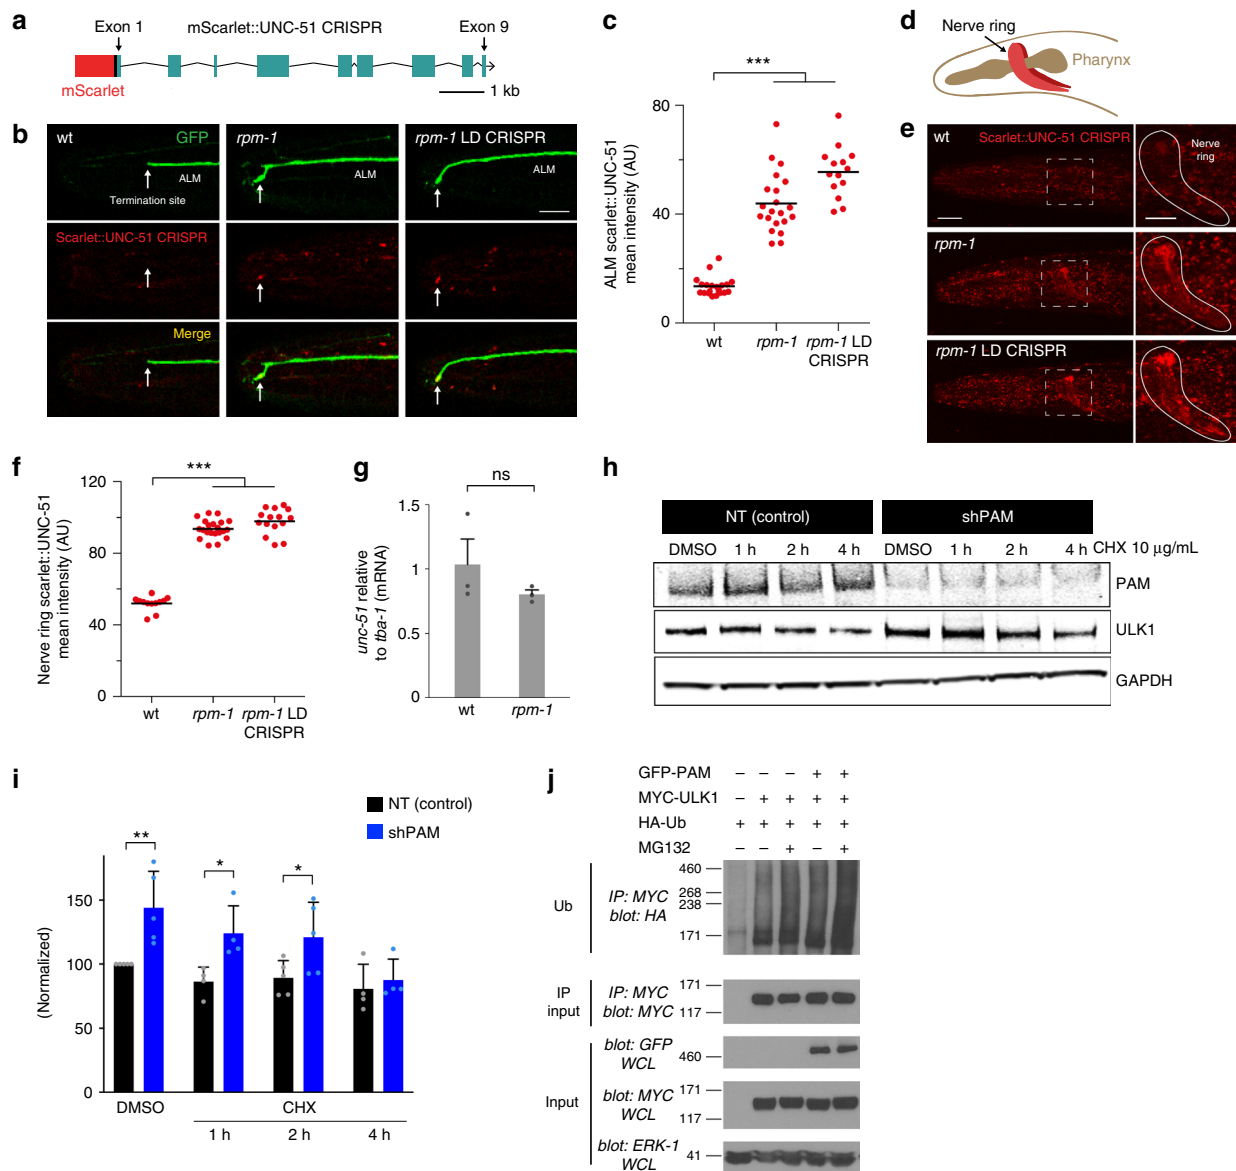 a
Exon 1
mScarlet::UNC-51 CRISPR
Exon 9
mScarlet
1 kb
b
wt
GFP
ALM
Termination site
rpm-1
ALM
rpm-1 LD CRISPR
ALM
Scarlet::UNC-51 CRISPR
Merge
c
***
ALM scarlet::UNC-51
mean intensity (AU)
80
40
0
wt
rpm-1
rpm-1 LD
CRISPR
d
Nerve ring
Pharynx
e
wt
Scarlet::UNC-51 CRISPR
Nerve
ring
rpm-1
rpm-1 LD CRISPR
f
***
Nerve ring scarlet::UNC-51
mean intensity (AU)
120
80
40
0
wt
rpm-1
rpm-1 LD
CRISPR
g
ns
unc-51 relative
to tba-1 (mRNA)
1.5
1
0.5
0
wt
rpm-1
h
NT (control)
shPAM
DMSO 1 h 2 h 4 h DMSO 1 h 2 h 4 h CHX 10 µg/mL
PAM
ULK1
GAPDH
i
NT (control)
shPAM
**
*
*
(Normalized)
150
100
50
0
DMSO
CHX
1 h
2 h
4 h
j
GFP-PAM − − − + +
MYC-ULK1 − + + + +
HA-Ub + + + + +
MG132 − − + − +
Ub
IP: MYC
blot: HA
460
268
238
171
IP
input
IP: MYC
blot: MYC
171
117
Input
blot: GFP
WCL
460
blot: MYC
WCL
171
117
blot: ERK-1
WCL
41